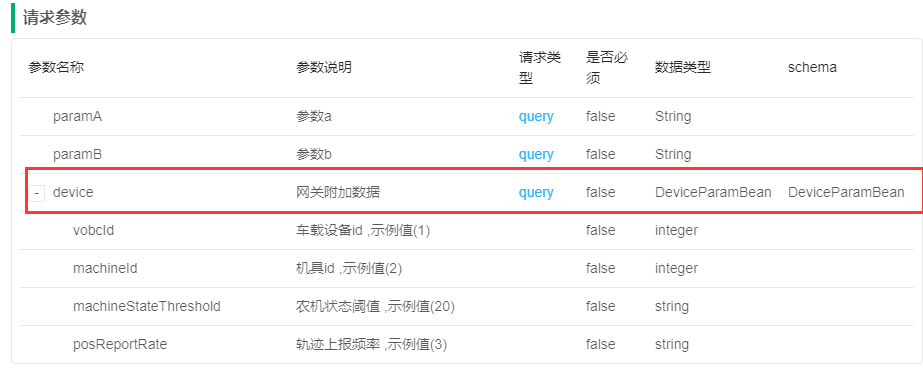 请求参数
参数名称 参数说明 请求类型 是否必须 数据类型 schema
paramA 参数a query false String
paramB 参数b query false String
- device 网关附加数据 query false DeviceParamBean DeviceParamBean
vobcId 车载设备id ,示例值(1) false integer
machineId 机具id ,示例值(2) false integer
machineStateThreshold 农机状态阈值 ,示例值(20) false string
posReportRate 轨迹上报频率 ,示例值(3) false string